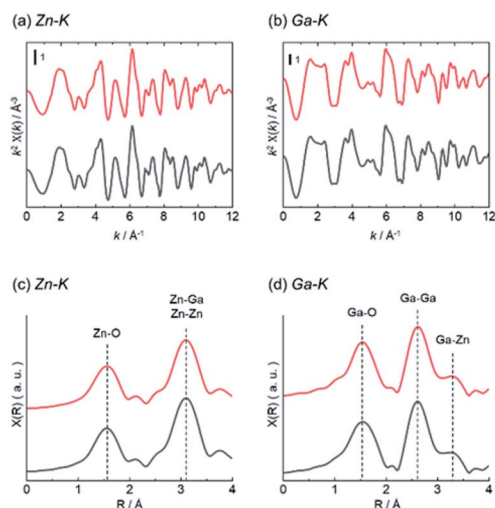 (a) Zn-K
(b) Ga-K
1
1
k² X(k) / Å⁻³
k² X(k) / Å⁻³
0 2 4 6 8 10 12
0 2 4 6 8 10 12
k / Å⁻¹
k / Å⁻¹
(c) Zn-K
(d) Ga-K
Zn-O
Zn-Ga
Zn-Zn
Ga-O
Ga-Ga
Ga-Zn
X(R) ( a. u. )
X(R) ( a. u. )
0 1 2 3 4
0 1 2 3 4
R / Å
R / Å